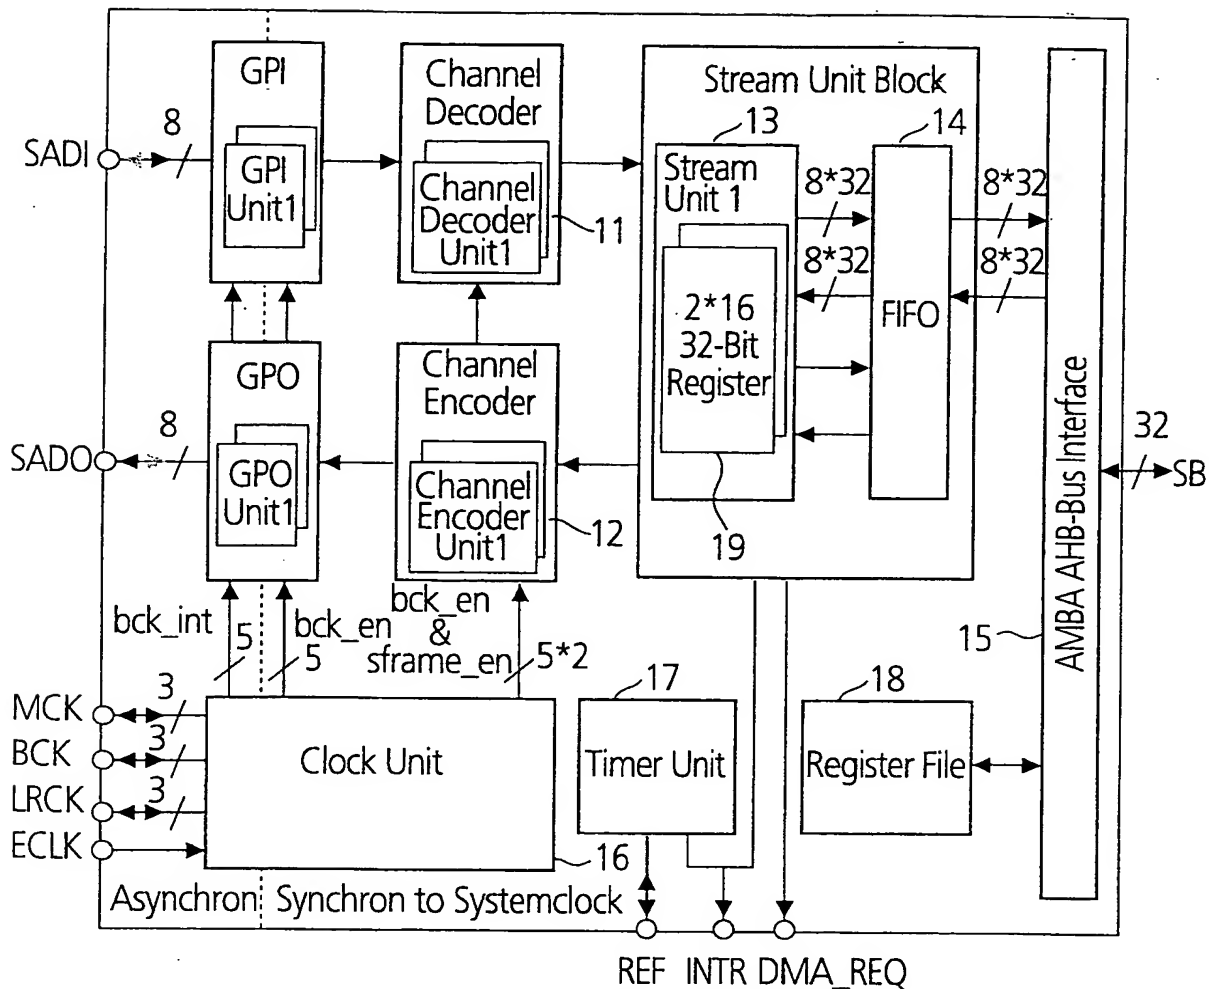 GPI
GPI
Unit1
Channel
Decoder
Channel
Decoder
Unit1
11
Stream Unit Block
13
14
Stream
Unit 1
8*32
8*32
8*32
8*32
2*16
32-Bit
Register
FIFO
19
SADI
8
GPO
GPO
Unit1
Channel
Encoder
Channel
Encoder
Unit1
12
SADO
8
AMBA AHB-Bus Interface
15
32
SB
bck_int
5
bck_en
5
bck_en
&
sframe_en
5*2
MCK
3
BCK
3
LRCK
3
ECLK
Clock Unit
16
17
Timer Unit
18
Register File
Asynchron
Synchron to Systemclock
REF
INTR
DMA_REQ